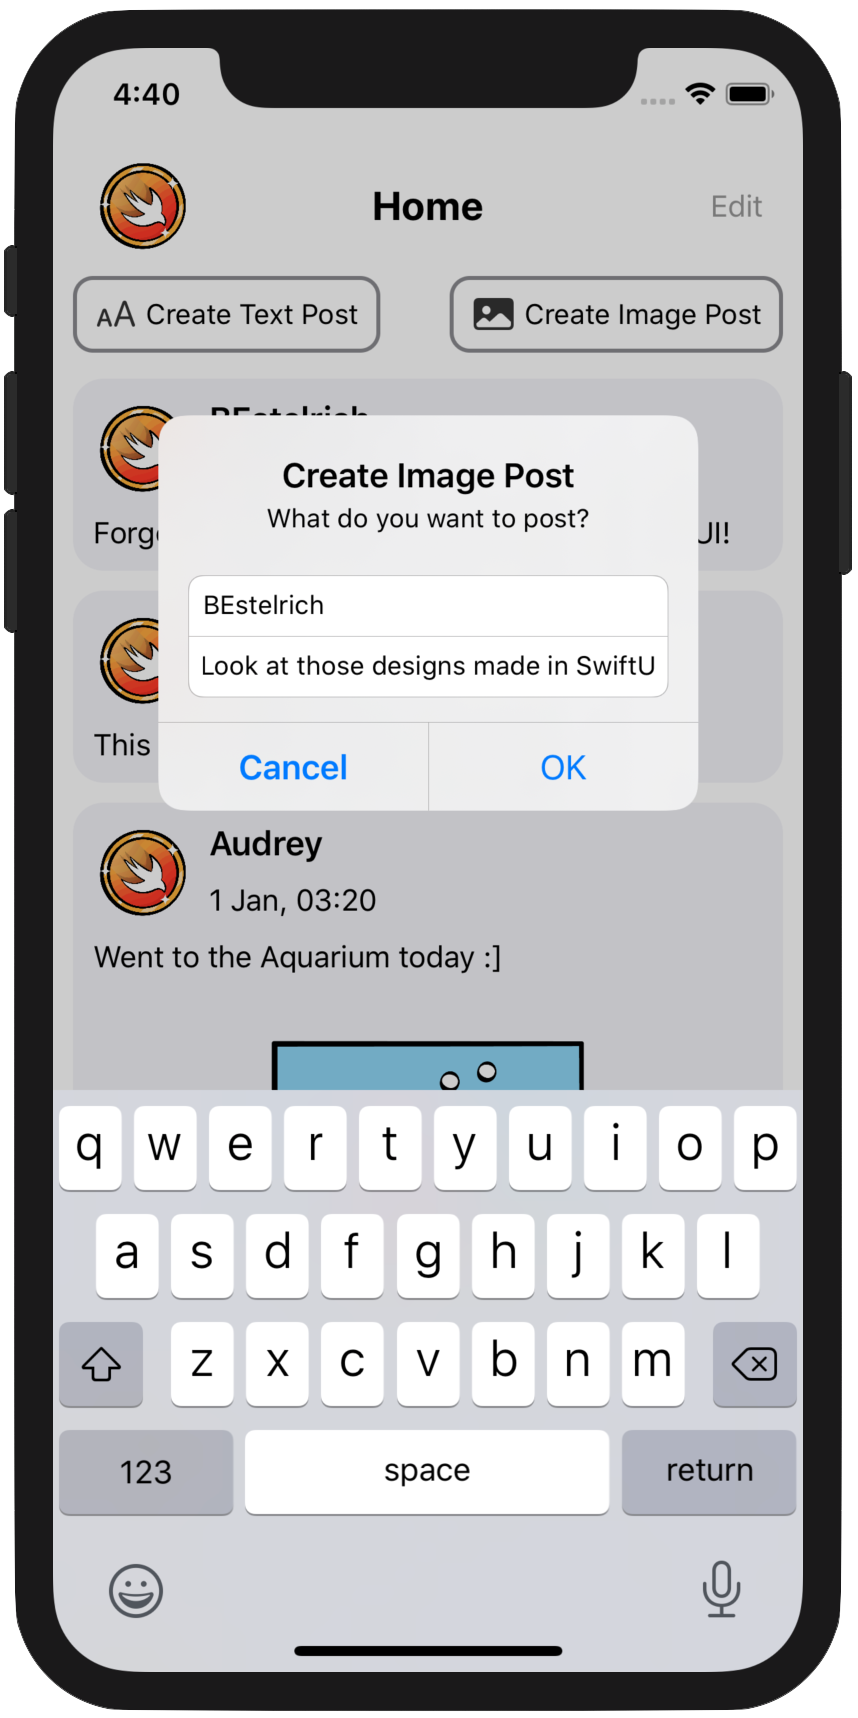 4:40
Home
Edit
AA Create Text Post
Create Image Post
BEstelrich
Create Image Post
What do you want to post?
UI!
BEstelrich
Look at those designs made in SwiftU
This
Cancel
OK
Audrey
1 Jan, 03:20
Went to the Aquarium today :]
q w e r t y u i o p
a s d f g h j k l
z x c v b n m
123
space
return